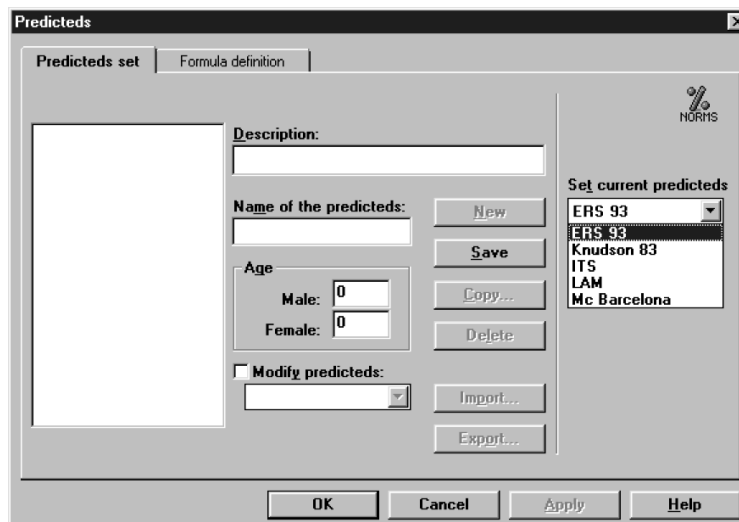 Predicteds
Predicteds set
Formula definition
NORMS
Description:
Set current predicteds
Name of the predicteds:
New
ERS 93
ERS 93
Knudson 83
ITS
LAM
Mc Barcelona
Save
Age
Male: 0
Female: 0
Copy...
Delete
Modify predicteds:
Import...
Export...
OK
Cancel
Apply
Help